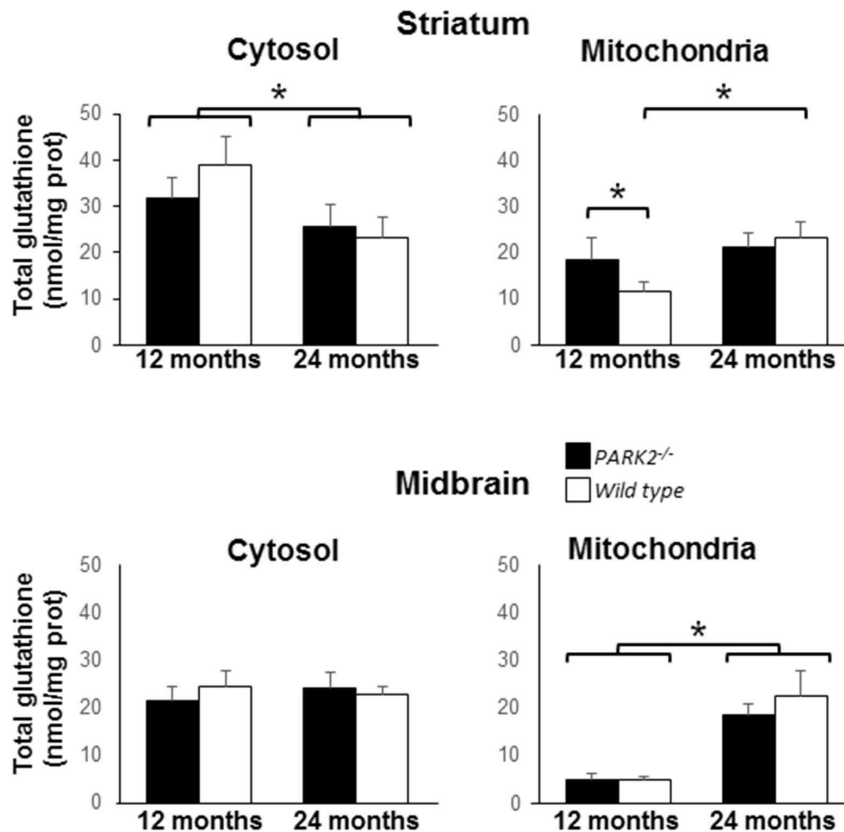 Striatum
Cytosol
Mitochondria
Total glutathione
(nmol/mg prot)
50
40
30
20
10
0
*
12 months
24 months
50
40
30
20
10
0
*
*
12 months
24 months
PARK2-/-
Wild type
Midbrain
Cytosol
Mitochondria
Total glutathione
(nmol/mg prot)
50
40
30
20
10
0
12 months
24 months
50
40
30
20
10
0
*
12 months
24 months